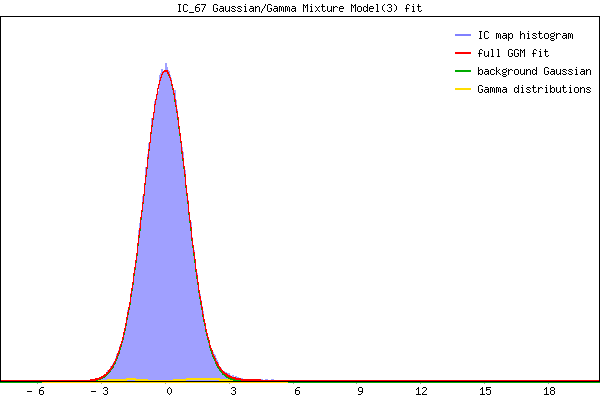 IC_67 Gaussian/Gamma Mixture Model(3) fit
IC map histogram
full GGM fit
background Gaussian
Gamma distributions
-6 -3 0 3 6 9 12 15 18